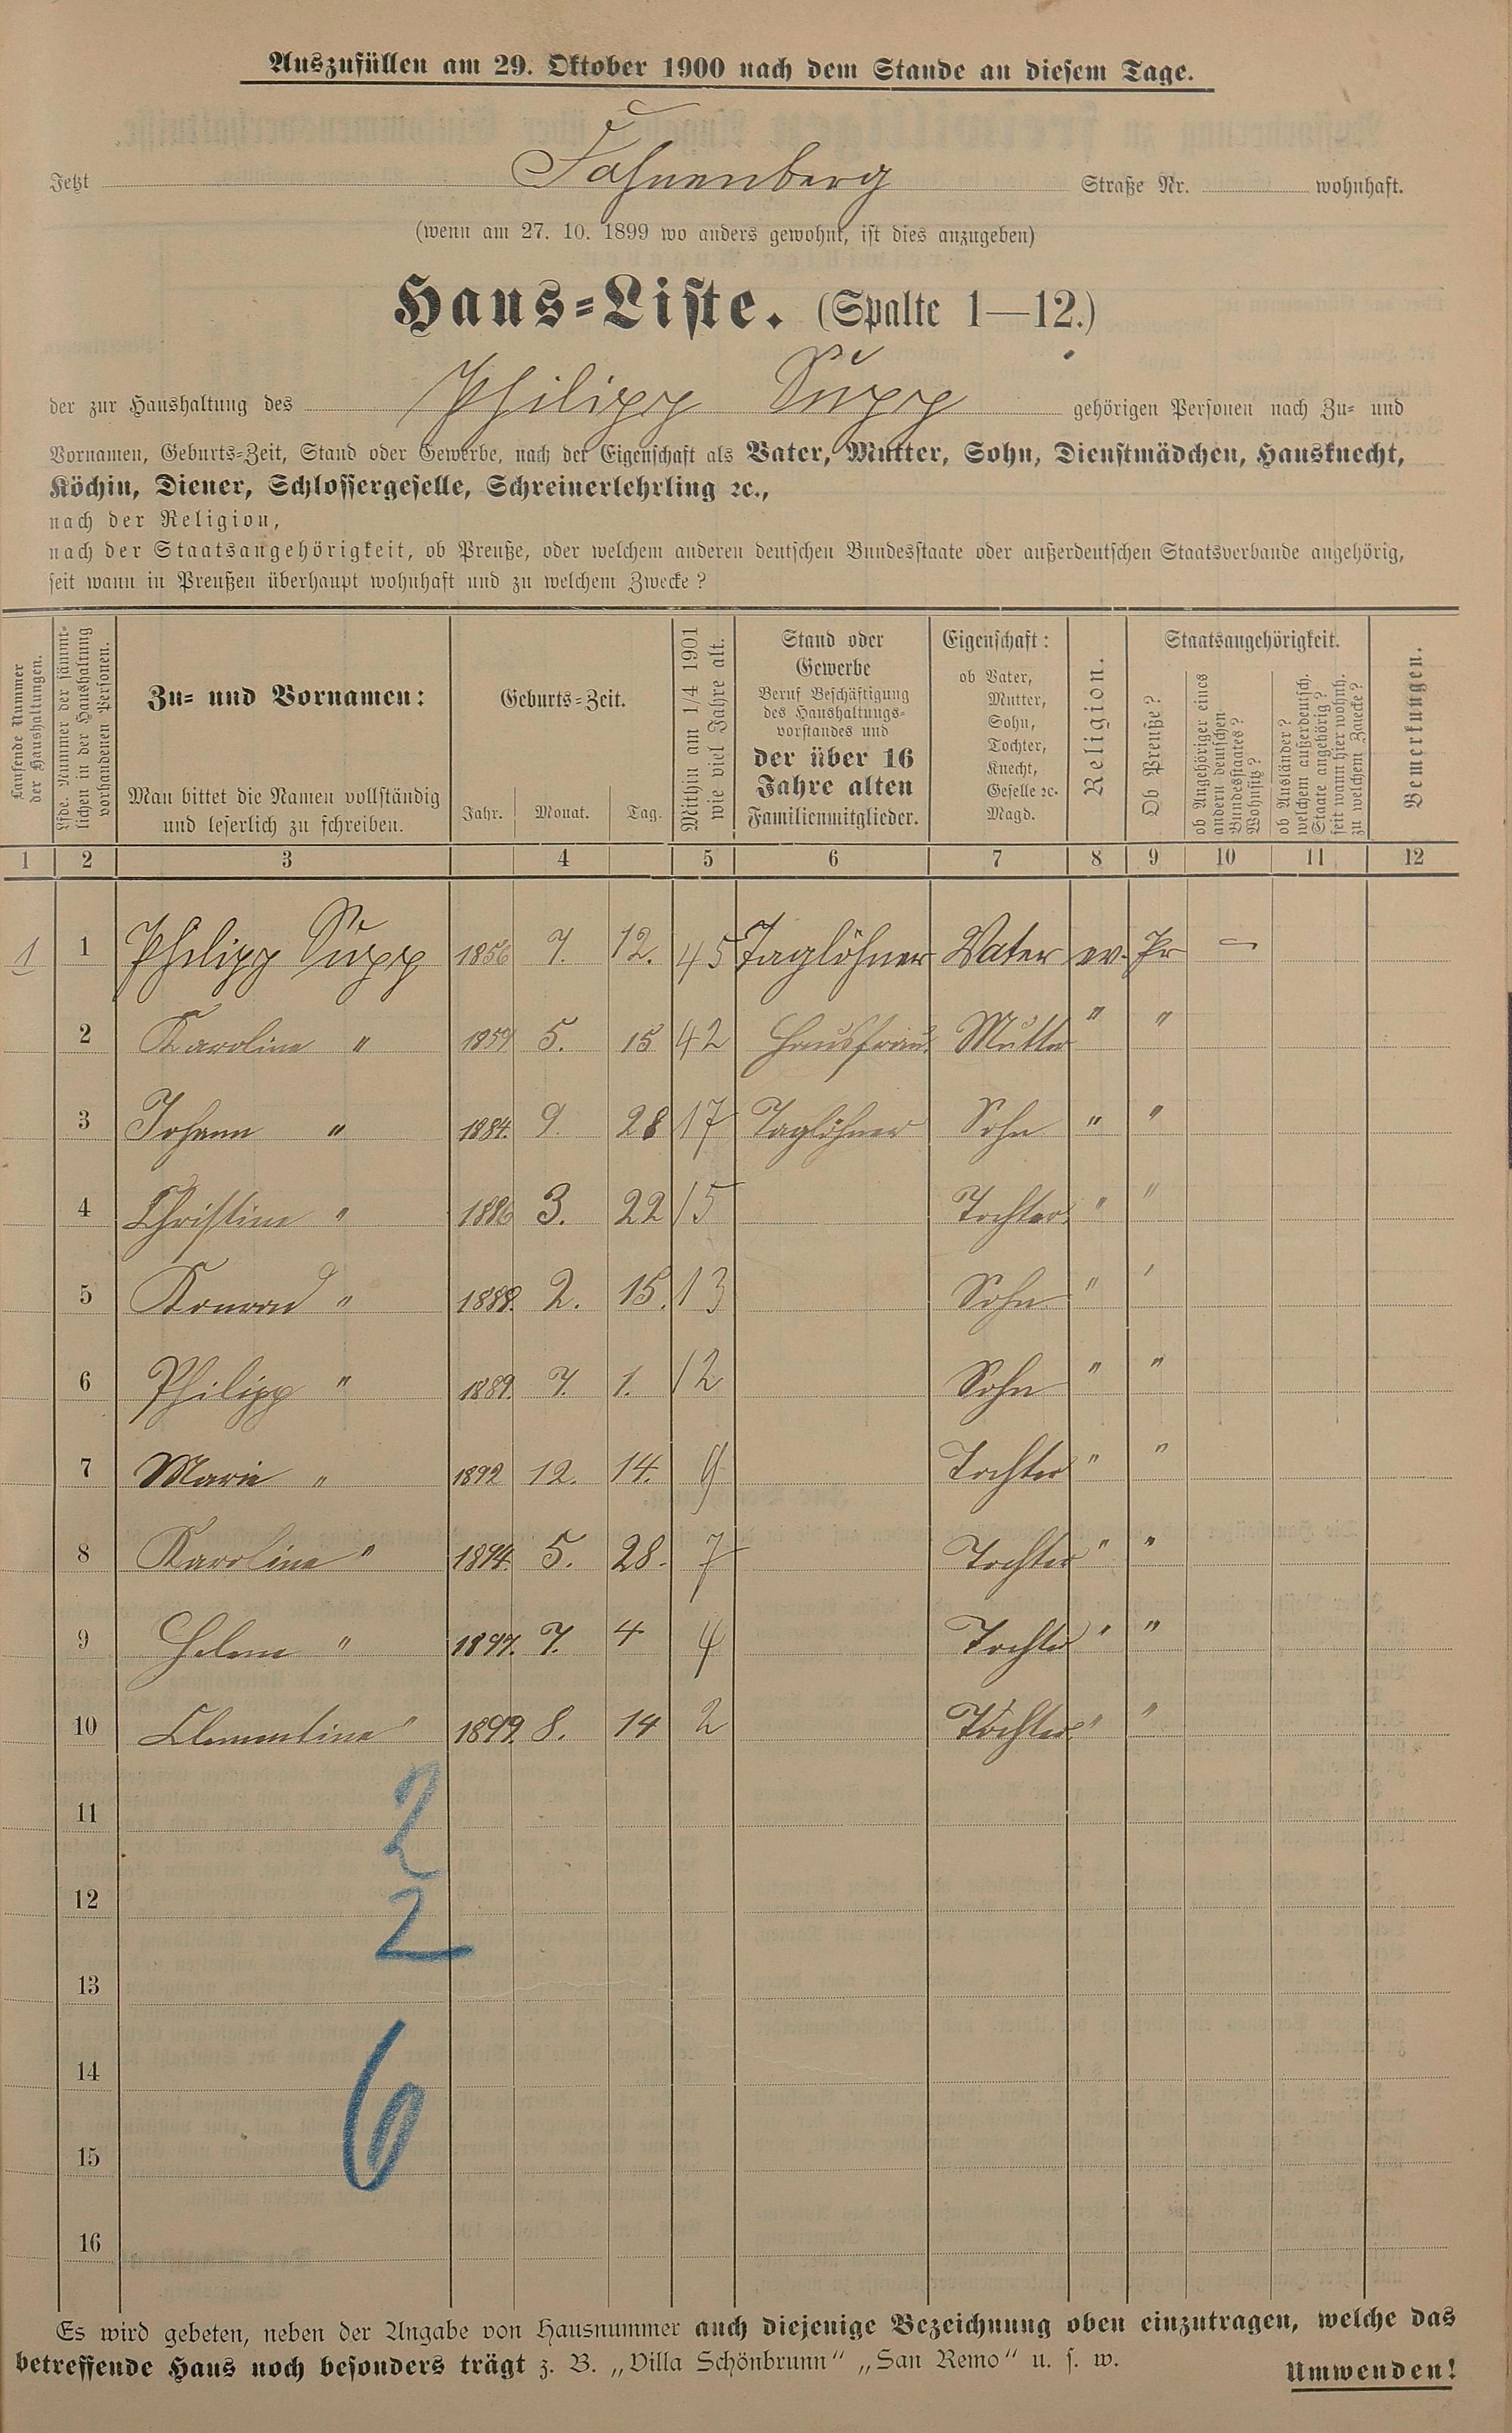 Auszufüllen am 29. Oktober 1900 nach dem Stande an diesem Tage.
Jetzt Fahnenberg Straße Nr. wohnhaft.
(wenn am 27. 10. 1899 wo anders gewohnt, ist dies anzugeben)
Haus=Liste. (Spalte 1—12.)
der zur Haushaltung des Philipp Supp gehörigen Personen nach Zu= und
Vornamen, Geburts=Zeit, Stand oder Gewerbe, nach der Eigenschaft als Vater, Mutter, Sohn, Dienstmädchen, Hausknecht,
Köchin, Diener, Schlossergeselle, Schreinerlehrling ꝛc.,
nach der Religion,
nach der Staatsangehörigkeit, ob Preuße, oder welchem anderen deutschen Bundesstaate oder außerdeutschen Staatsverbande angehörig,
seit wann in Preußen überhaupt wohnhaft und zu welchem Zwecke?
Laufende Nummer
der Haushaltungen.
Lfde. Nummer der sämmt=
lichen in der Haushaltung
vorhandenen Personen.
Zu= und Vornamen:
Man bittet die Namen vollständig
und leserlich zu schreiben.
Geburts=Zeit.
Jahr. Monat. Tag.
Mithin am 1/4 1901
wie viel Jahre alt.
Stand oder
Gewerbe
Beruf Beschäftigung
des Haushaltungs=
vorstandes und
der über 16
Jahre alten
Familienmitglieder.
Eigenschaft:
ob Vater,
Mutter,
Sohn,
Tochter,
Knecht,
Geselle ꝛc.
Magd.
Religion.
Staatsangehörigkeit.
Ob Preuße?
ob Angehöriger eines
andern deutschen
Bundesstaates?
Wohnsitz?
ob Ausländer?
welchem außerdeutsch.
Staate angehörig?
seit wann hier wohnh.
zu welchem Zwecke?
Bemerkungen.
1 2 3 4 5 6 7 8 9 10 11 12
1 1 Philipp Supp 1856 7. 12. 45 Taglöhner Vater ev. Pr —
2 Karoline " 1859 5. 15 42 Hausfrau. Mutter " "
3 Johann " 1884. 9. 28 17 Taglöhner Sohn " "
4 Christine " 1886 3. 22 15 Tochter " "
5 Konrad " 1888. 2. 15. 13 Sohn " "
6 Philipp " 1889. 7. 1. 12 Sohn " "
7 Marie " 1892 12. 14. 9 Tochter " "
8 Karoline " 1894. 5. 28. 7 Tochter " "
9 Helene " 1897. 7. 4 4 Tochter " "
10 Clementine " 1899. 8. 14 2 Tochter " "
11 2
12 2
13
14 6
15
16
Es wird gebeten, neben der Angabe von Hausnummer auch diejenige Bezeichnung oben einzutragen, welche das
betreffende Haus noch besonders trägt z. B. „Villa Schönbrunn" „San Remo" u. s. w.
Umwenden!